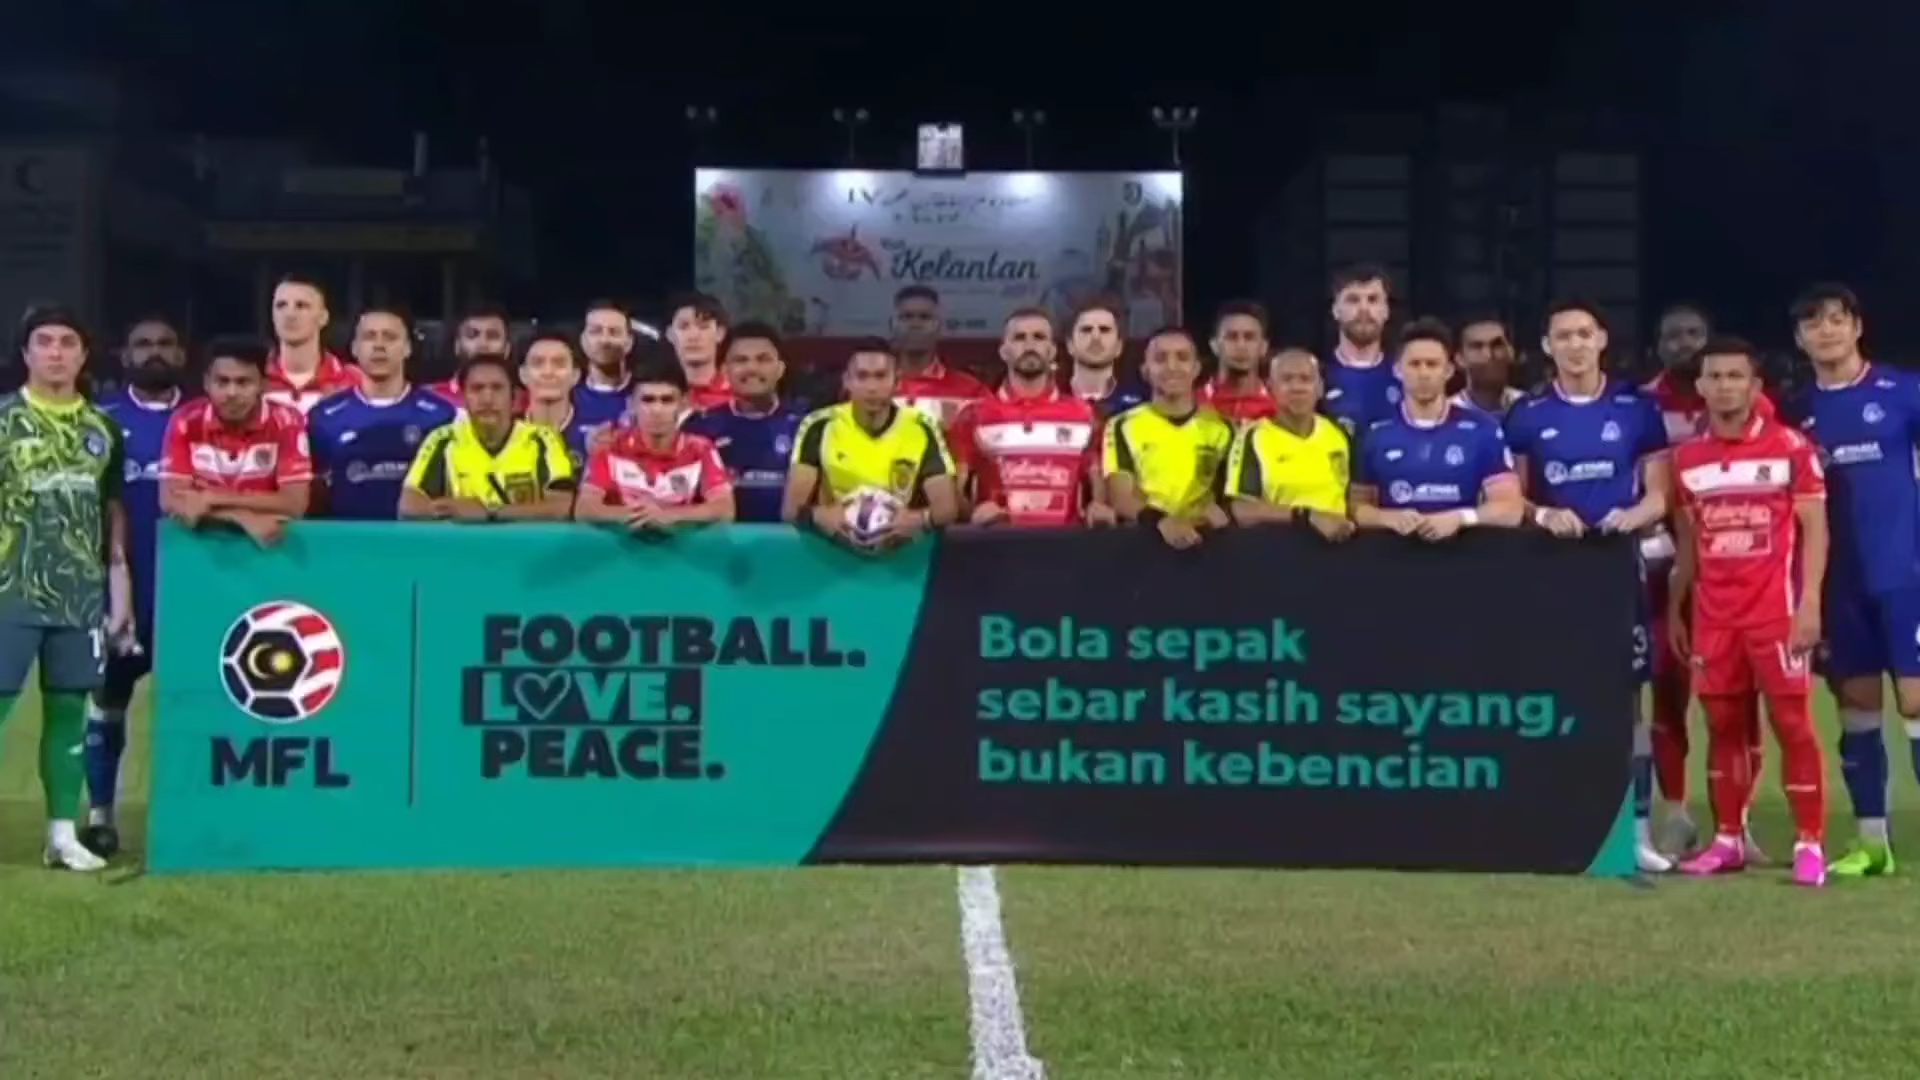 Kelantan
MFL
FOOTBALL.
LOVE.
PEACE.
Bola sepak
sebar kasih sayang,
bukan kebencian